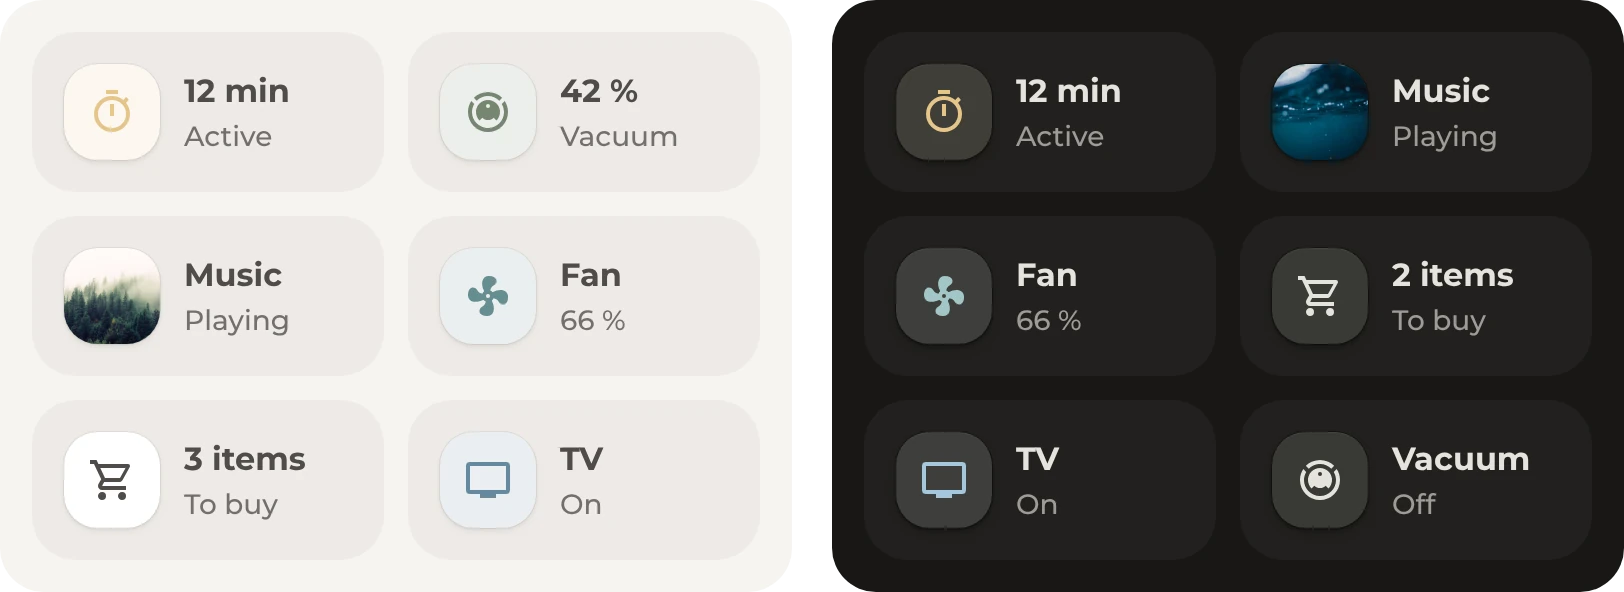 12 min
Active
42 %
Vacuum
Music
Playing
Fan
66 %
3 items
To buy
TV
On
12 min
Active
Music
Playing
Fan
66 %
2 items
To buy
TV
On
Vacuum
Off